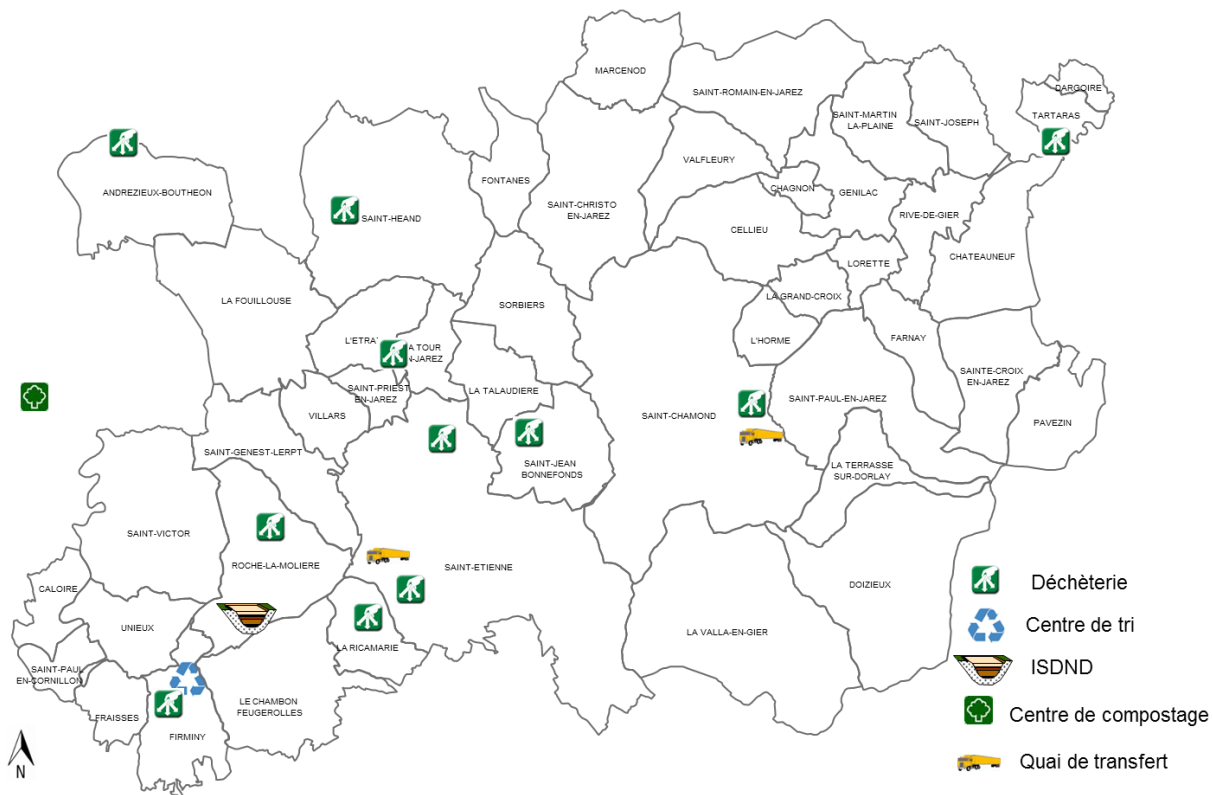 MARCENOD
SAINT-ROMAIN-EN-JAREZ
DARGOIRE
SAINT-MARTIN
LA-PLAINE
SAINT-JOSEPH
TARTARAS
VALFLEURY
FONTANES
ANDREZIEUX-BOUTHEON
CHAGNON
GENILAC
SAINT-CHRISTO
EN-JAREZ
SAINT-HEAND
RIVE-DE-GIER
CELLIEU
CHATEAUNEUF
LORETTE
LA FOUILLOUSE
LA GRAND-CROIX
SORBIERS
L'ETRA
A TOUR
N-JAREZ
L'HORME
FARNAY
SAINTE-CROIX
EN-JAREZ
SAINT-PRIEST
EN-JAREZ
LA TALAUDIERE
SAINT-PAUL-EN-JAREZ
VILLARS
SAINT-CHAMOND
PAVEZIN
SAINT-GENEST-LERPT
SAINT-JEAN
BONNEFONDS
LA TERRASSE
SUR-DORLAY
SAINT-VICTOR
ROCHE-LA-MOLIERE
SAINT-ETIENNE
DOIZIEUX
Déchèterie
CALOIRE
UNIEUX
LA VALLA-EN-GIER
Centre de tri
LA RICAMARIE
SAINT-PAUL
EN-CORNILLON
ISDND
LE CHAMBON
FEUGEROLLES
FRAISSES
Centre de compostage
FIRMINY
Quai de transfert
N